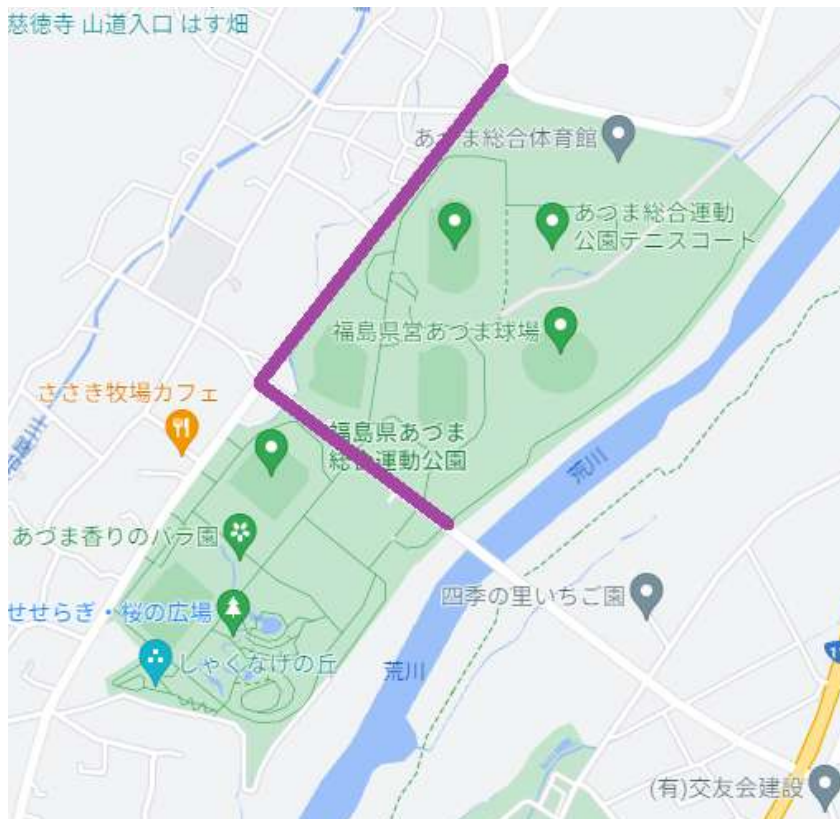 慈徳寺 山道入口 はす畑
あづま総合体育館
あづま総合運動
公園テニスコート
福島県営あづま球場
ささき牧場カフェ
福島県あづま
総合運動公園
荒川
あづま香りのバラ園
四季の里いちご園
せせらぎ・桜の広場
しゃくなげの丘
荒川
(有)交友会建設